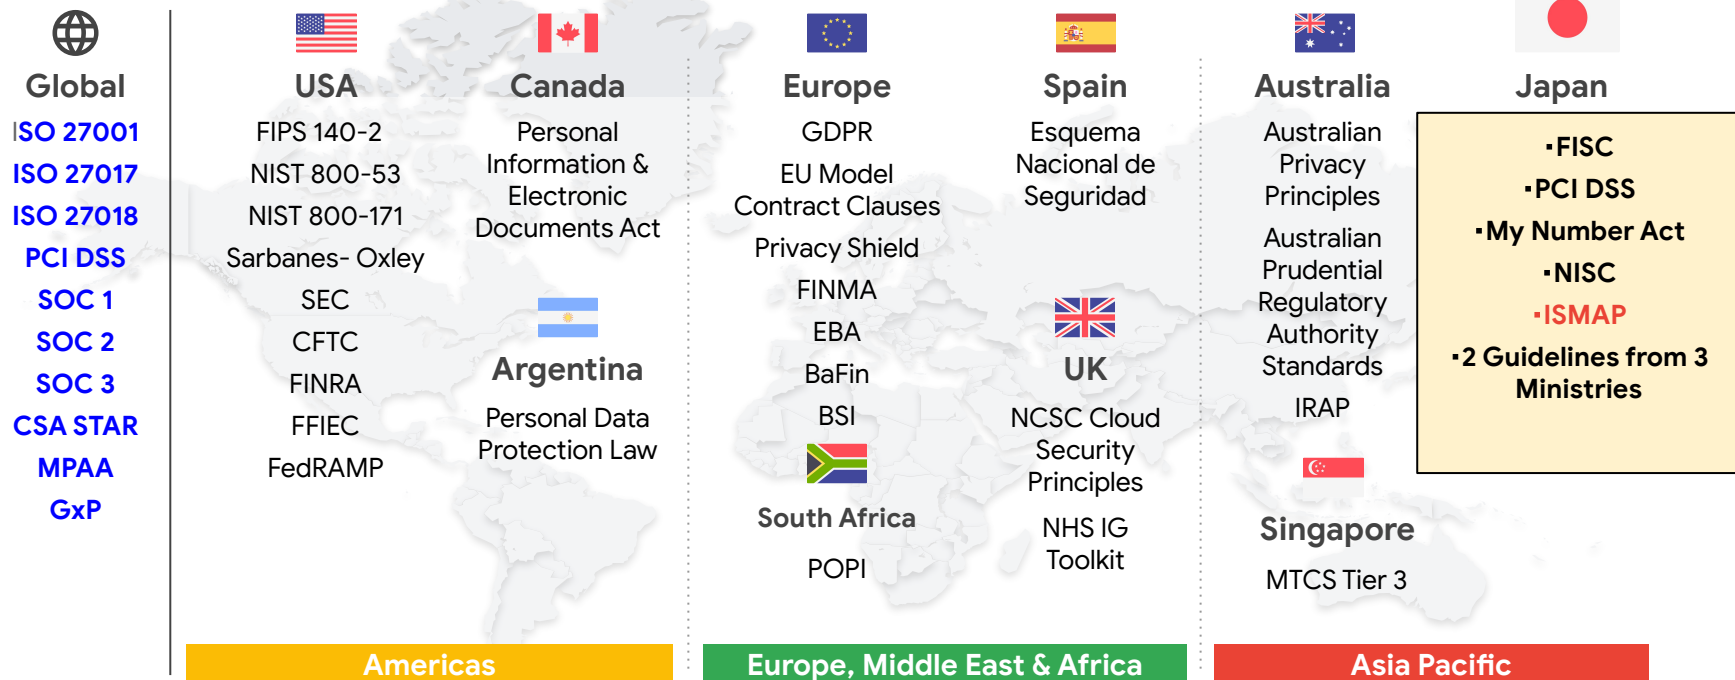 Global
ISO 27001
ISO 27017
ISO 27018
PCI DSS
SOC 1
SOC 2
SOC 3
CSA STAR
MPAA
GxP
USA
FIPS 140-2
NIST 800-53
NIST 800-171
Sarbanes- Oxley
SEC
CFTC
FINRA
FFIEC
FedRAMP
Canada
Personal
Information &
Electronic
Documents Act
Argentina
Personal Data
Protection Law
Americas
Europe
GDPR
EU Model
Contract Clauses
Privacy Shield
FINMA
EBA
BaFin
BSI
South Africa
POPI
Spain
Esquema
Nacional de
Seguridad
UK
NCSC Cloud
Security
Principles
NHS IG
Toolkit
Europe, Middle East & Africa
Australia
Australian
Privacy
Principles
Australian
Prudential
Regulatory
Authority
Standards
IRAP
Singapore
MTCS Tier 3
Japan
▪FISC
▪PCI DSS
▪My Number Act
▪NISC
▪ISMAP
▪2 Guidelines from 3
Ministries
Asia Pacific